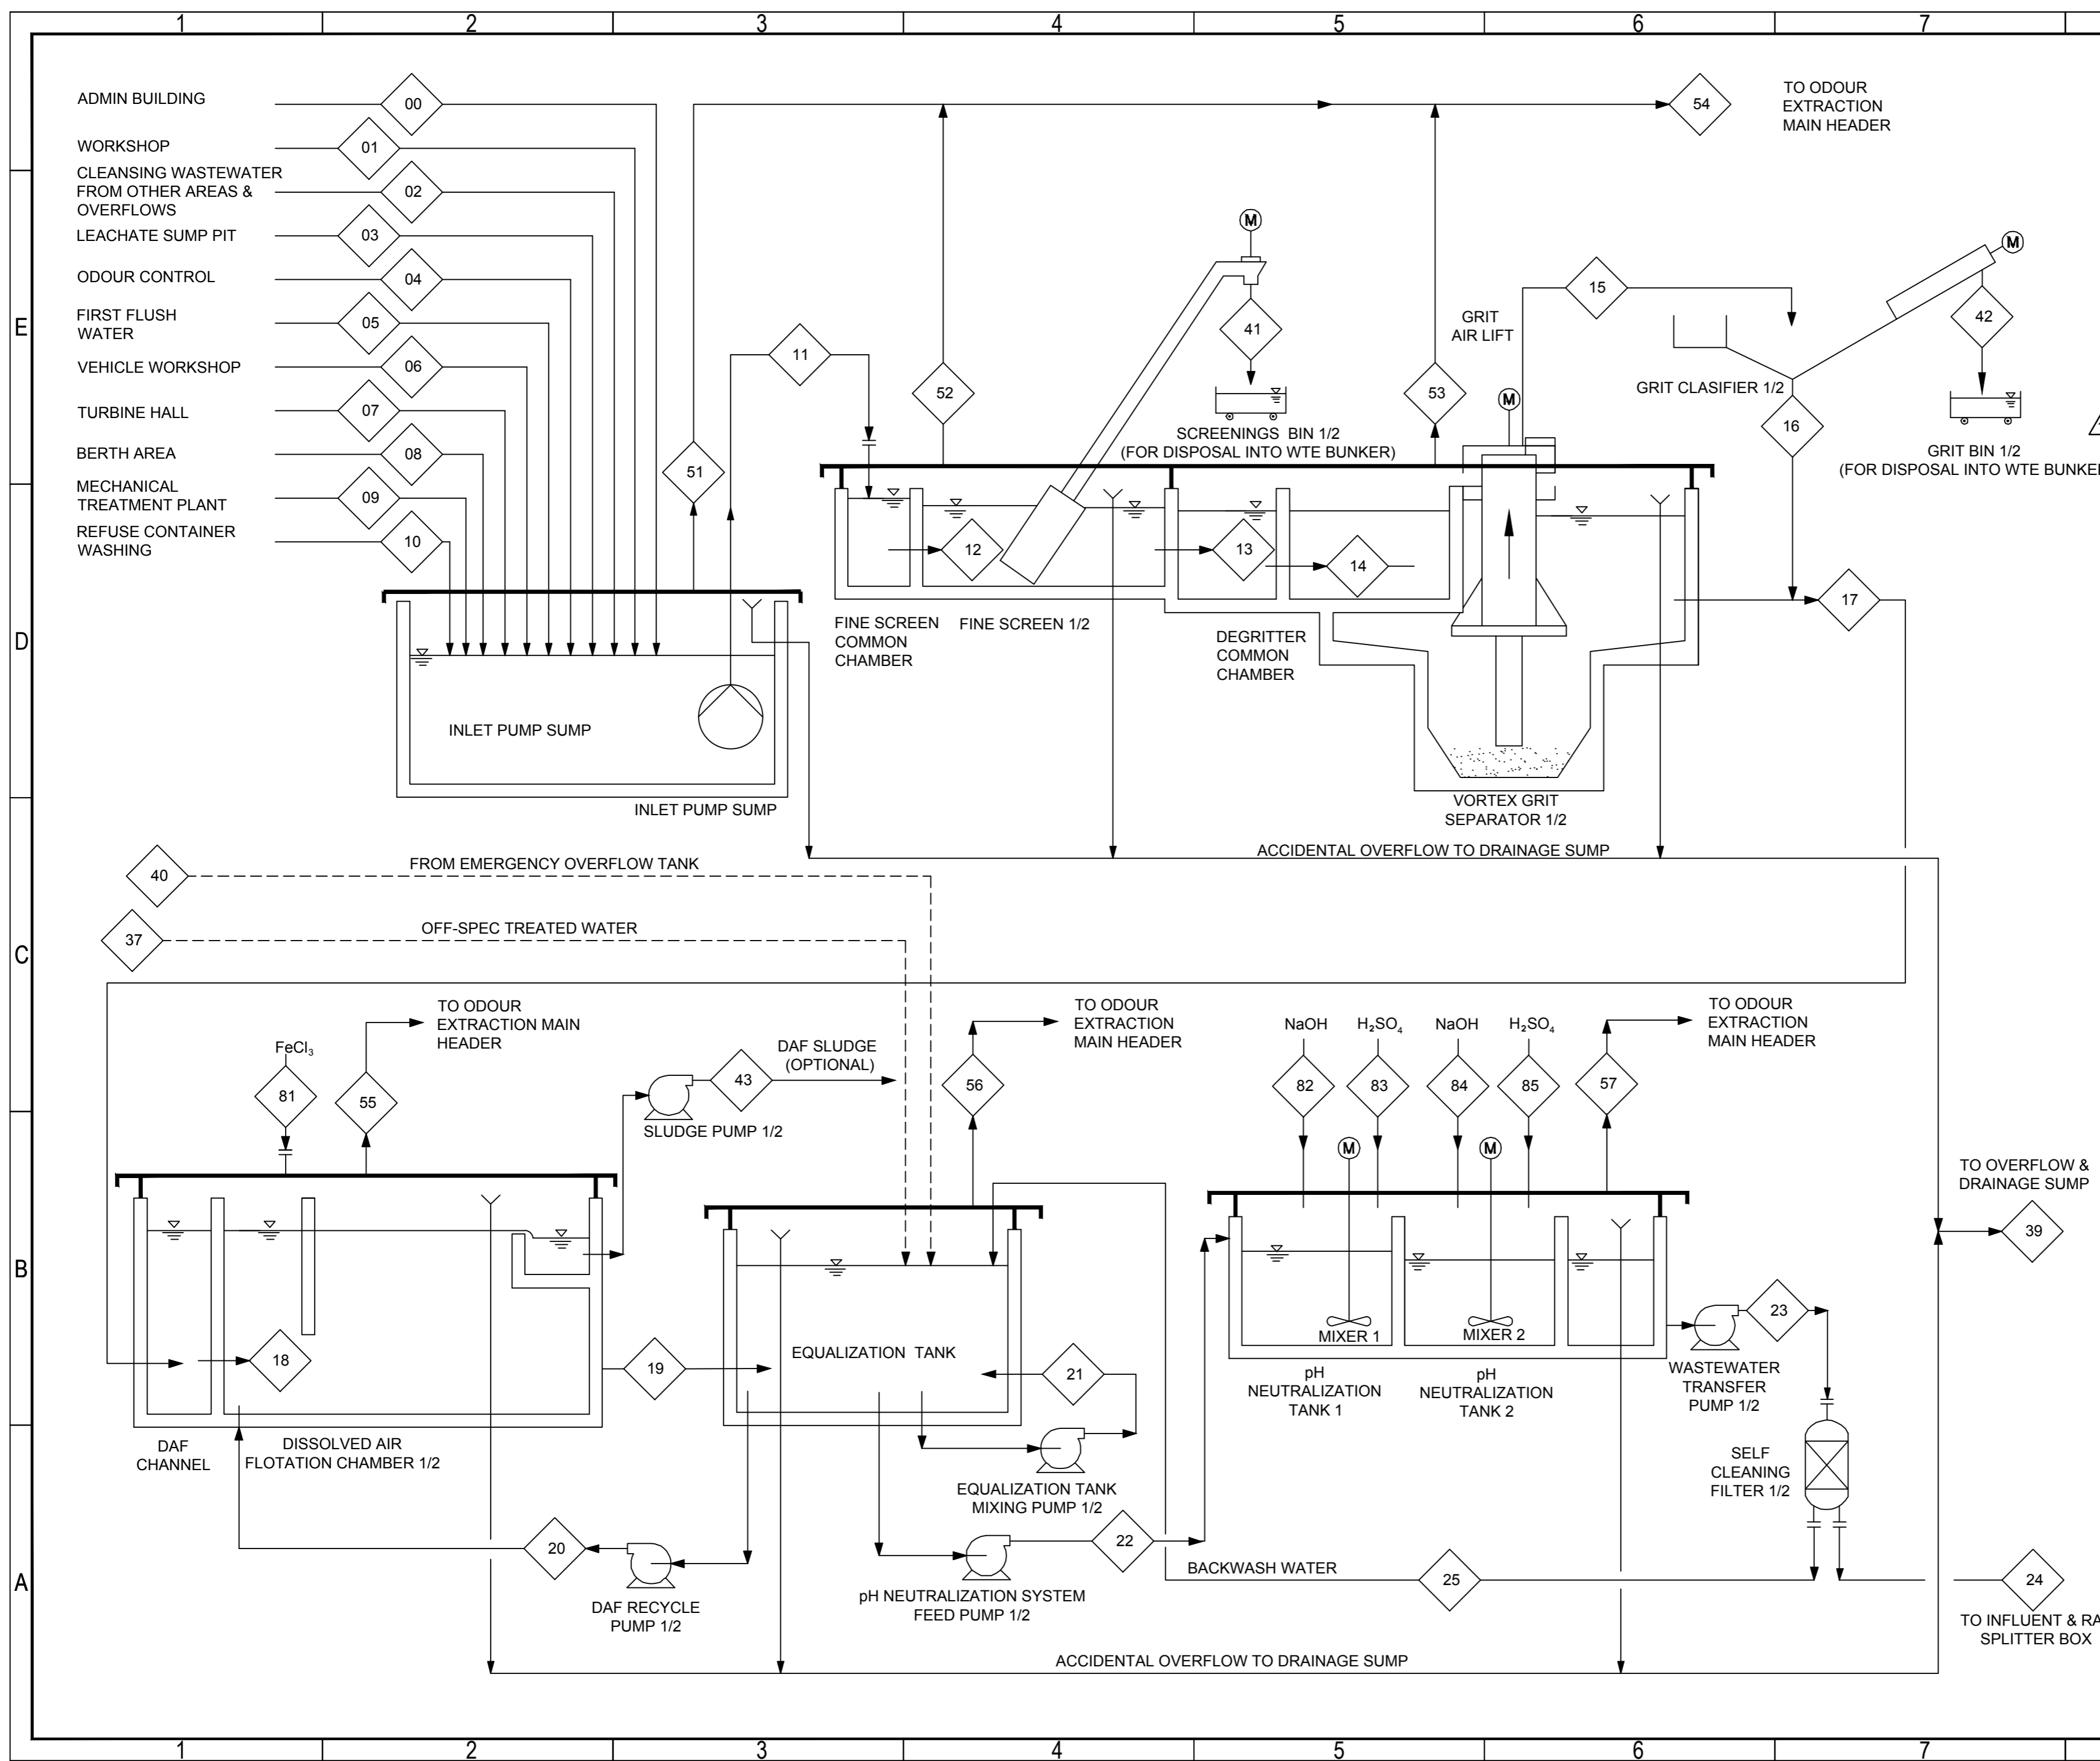 1 2 3 4 5 6 7
ADMIN BUILDING
00
TO ODOUR
EXTRACTION
MAIN HEADER
54
WORKSHOP
01
CLEANSING WASTEWATER
FROM OTHER AREAS &
OVERFLOWS
02
LEACHATE SUMP PIT
03
ODOUR CONTROL
04
FIRST FLUSH
WATER
05
VEHICLE WORKSHOP
06
TURBINE HALL
07
BERTH AREA
08
MECHANICAL
TREATMENT PLANT
09
REFUSE CONTAINER
WASHING
10
E
M
M
11
41
15
42
GRIT
AIR LIFT
52
53
M
GRIT CLASIFIER 1/2
16
51
SCREENINGS BIN 1/2
(FOR DISPOSAL INTO WTE BUNKER)
GRIT BIN 1/2
(FOR DISPOSAL INTO WTE BUNKE
12
13
14
17
D
FINE SCREEN
COMMON
CHAMBER
FINE SCREEN 1/2
DEGRITTER
COMMON
CHAMBER
INLET PUMP SUMP
INLET PUMP SUMP
VORTEX GRIT
SEPARATOR 1/2
ACCIDENTAL OVERFLOW TO DRAINAGE SUMP
40
FROM EMERGENCY OVERFLOW TANK
37
OFF-SPEC TREATED WATER
C
TO ODOUR
EXTRACTION MAIN
HEADER
FeCl₃
81
55
DAF SLUDGE
(OPTIONAL)
43
SLUDGE PUMP 1/2
TO ODOUR
EXTRACTION
MAIN HEADER
56
NaOH H₂SO₄ NaOH H₂SO₄
82 83 84 85
TO ODOUR
EXTRACTION
MAIN HEADER
57
M M
TO OVERFLOW &
DRAINAGE SUMP
39
B
18
19
EQUALIZATION TANK
21
MIXER 1
MIXER 2
23
pH
NEUTRALIZATION
TANK 1
pH
NEUTRALIZATION
TANK 2
WASTEWATER
TRANSFER
PUMP 1/2
DAF
CHANNEL
DISSOLVED AIR
FLOTATION CHAMBER 1/2
EQUALIZATION TANK
MIXING PUMP 1/2
SELF
CLEANING
FILTER 1/2
A
20
22
BACKWASH WATER
25
24
DAF RECYCLE
PUMP 1/2
pH NEUTRALIZATION SYSTEM
FEED PUMP 1/2
TO INFLUENT & RA
SPLITTER BOX
ACCIDENTAL OVERFLOW TO DRAINAGE SUMP
1 2 3 4 5 6 7